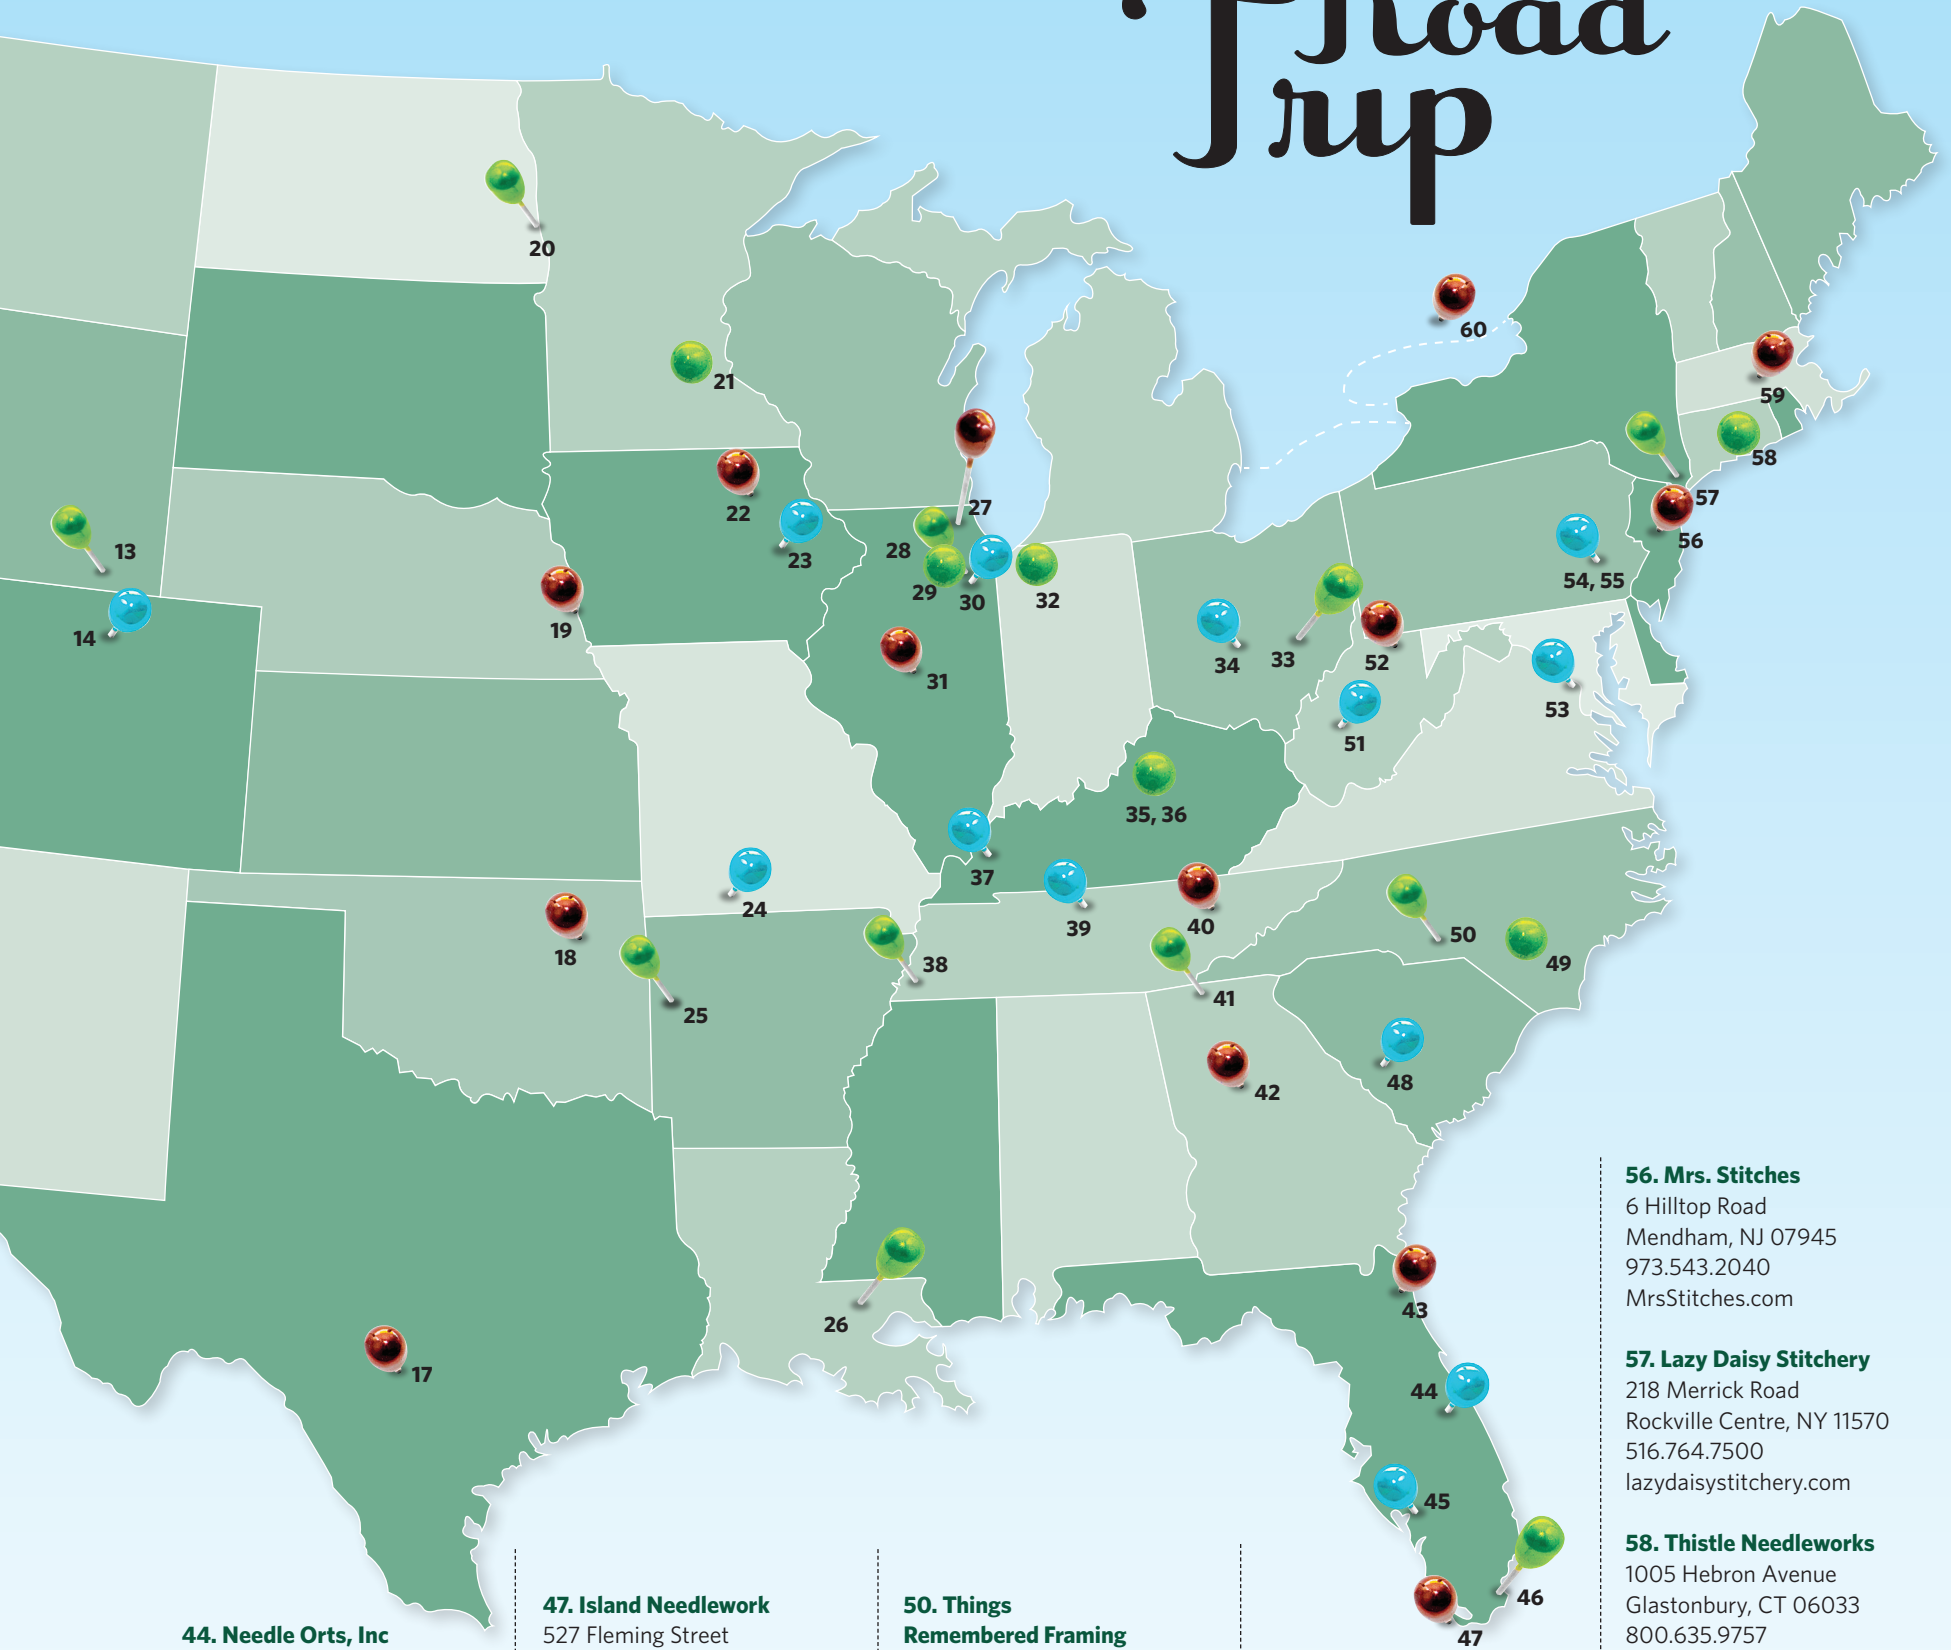 Road
Trip
20
60
21
59
58
57
22
27
56
13
28
23
54, 55
29
30
32
14
19
34
33
52
31
53
51
35, 36
37
24
39
40
18
38
50
49
25
41
48
42
56. Mrs. Stitches
6 Hilltop Road
Mendham, NJ 07945
973.543.2040
MrsStitches.com
43
26
57. Lazy Daisy Stitchery
218 Merrick Road
Rockville Centre, NY 11570
516.764.7500
lazydaisystitchery.com
17
44
45
58. Thistle Needleworks
1005 Hebron Avenue
Glastonbury, CT 06033
800.635.9757
46
47
44. Needle Orts, Inc
47. Island Needlework
527 Fleming Street
50. Things
Remembered Framing